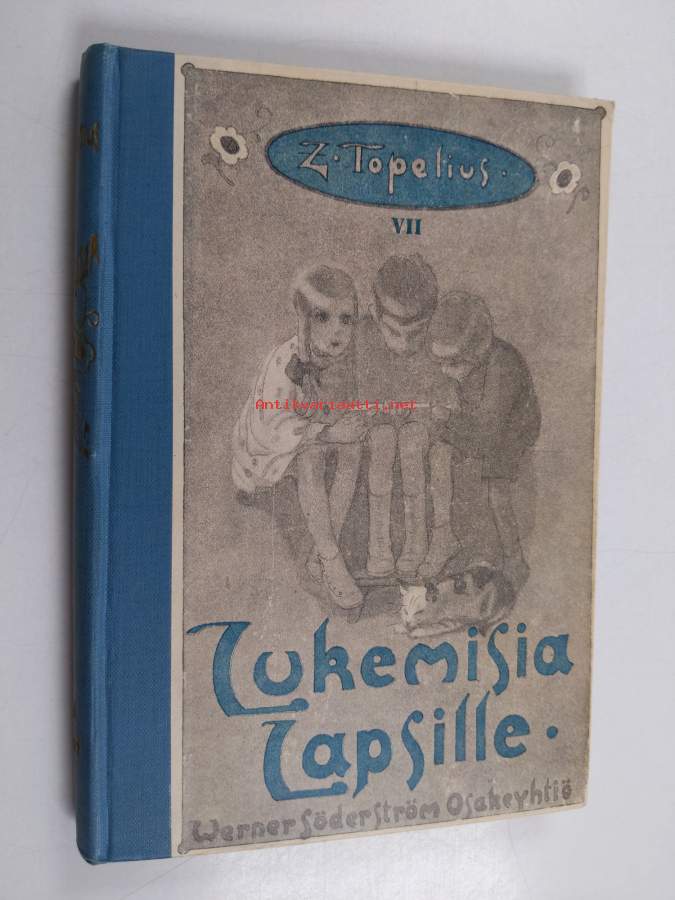 Z. Topelius.
VII
Antikvariaatti.net
Lukemisia
Lapsille.
Werner Söderström Osakeyhtiö